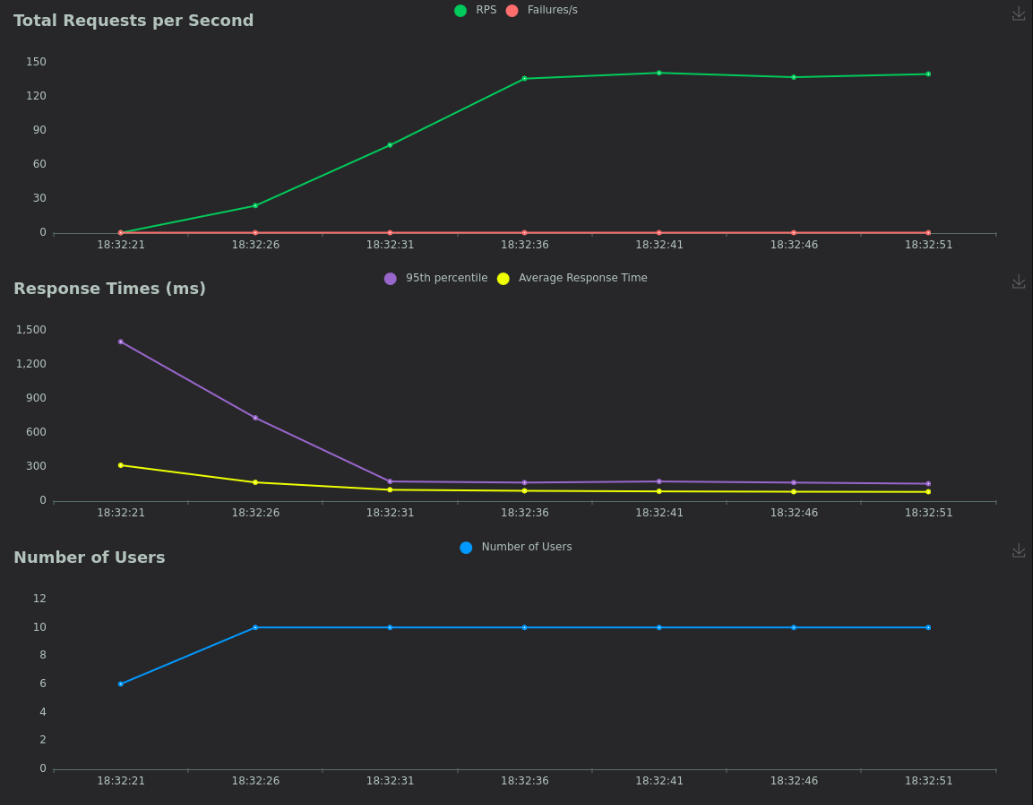 Total Requests per Second
RPS Failures/s
150
120
90
60
30
0
18:32:21 18:32:26 18:32:31 18:32:36 18:32:41 18:32:46 18:32:51
Response Times (ms)
95th percentile Average Response Time
1,500
1,200
900
600
300
0
18:32:21 18:32:26 18:32:31 18:32:36 18:32:41 18:32:46 18:32:51
Number of Users
Number of Users
12
10
8
6
4
2
0
18:32:21 18:32:26 18:32:31 18:32:36 18:32:41 18:32:46 18:32:51